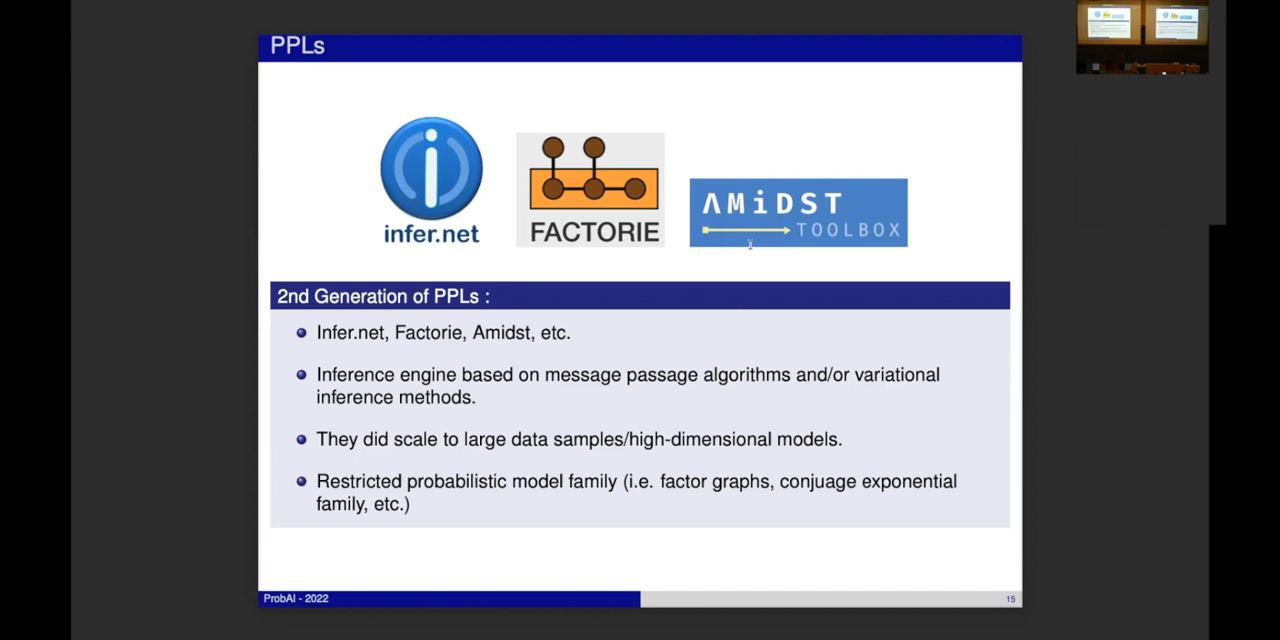 PPLs
infer.net
FACTORIE
AMiDST
TOOLBOX
2nd Generation of PPLs :
Infer.net, Factorie, Amidst, etc.
Inference engine based on message passage algorithms and/or variational
inference methods.
They did scale to large data samples/high-dimensional models.
Restricted probabilistic model family (i.e. factor graphs, conjuage exponential
family, etc.)
ProbAI - 2022
15